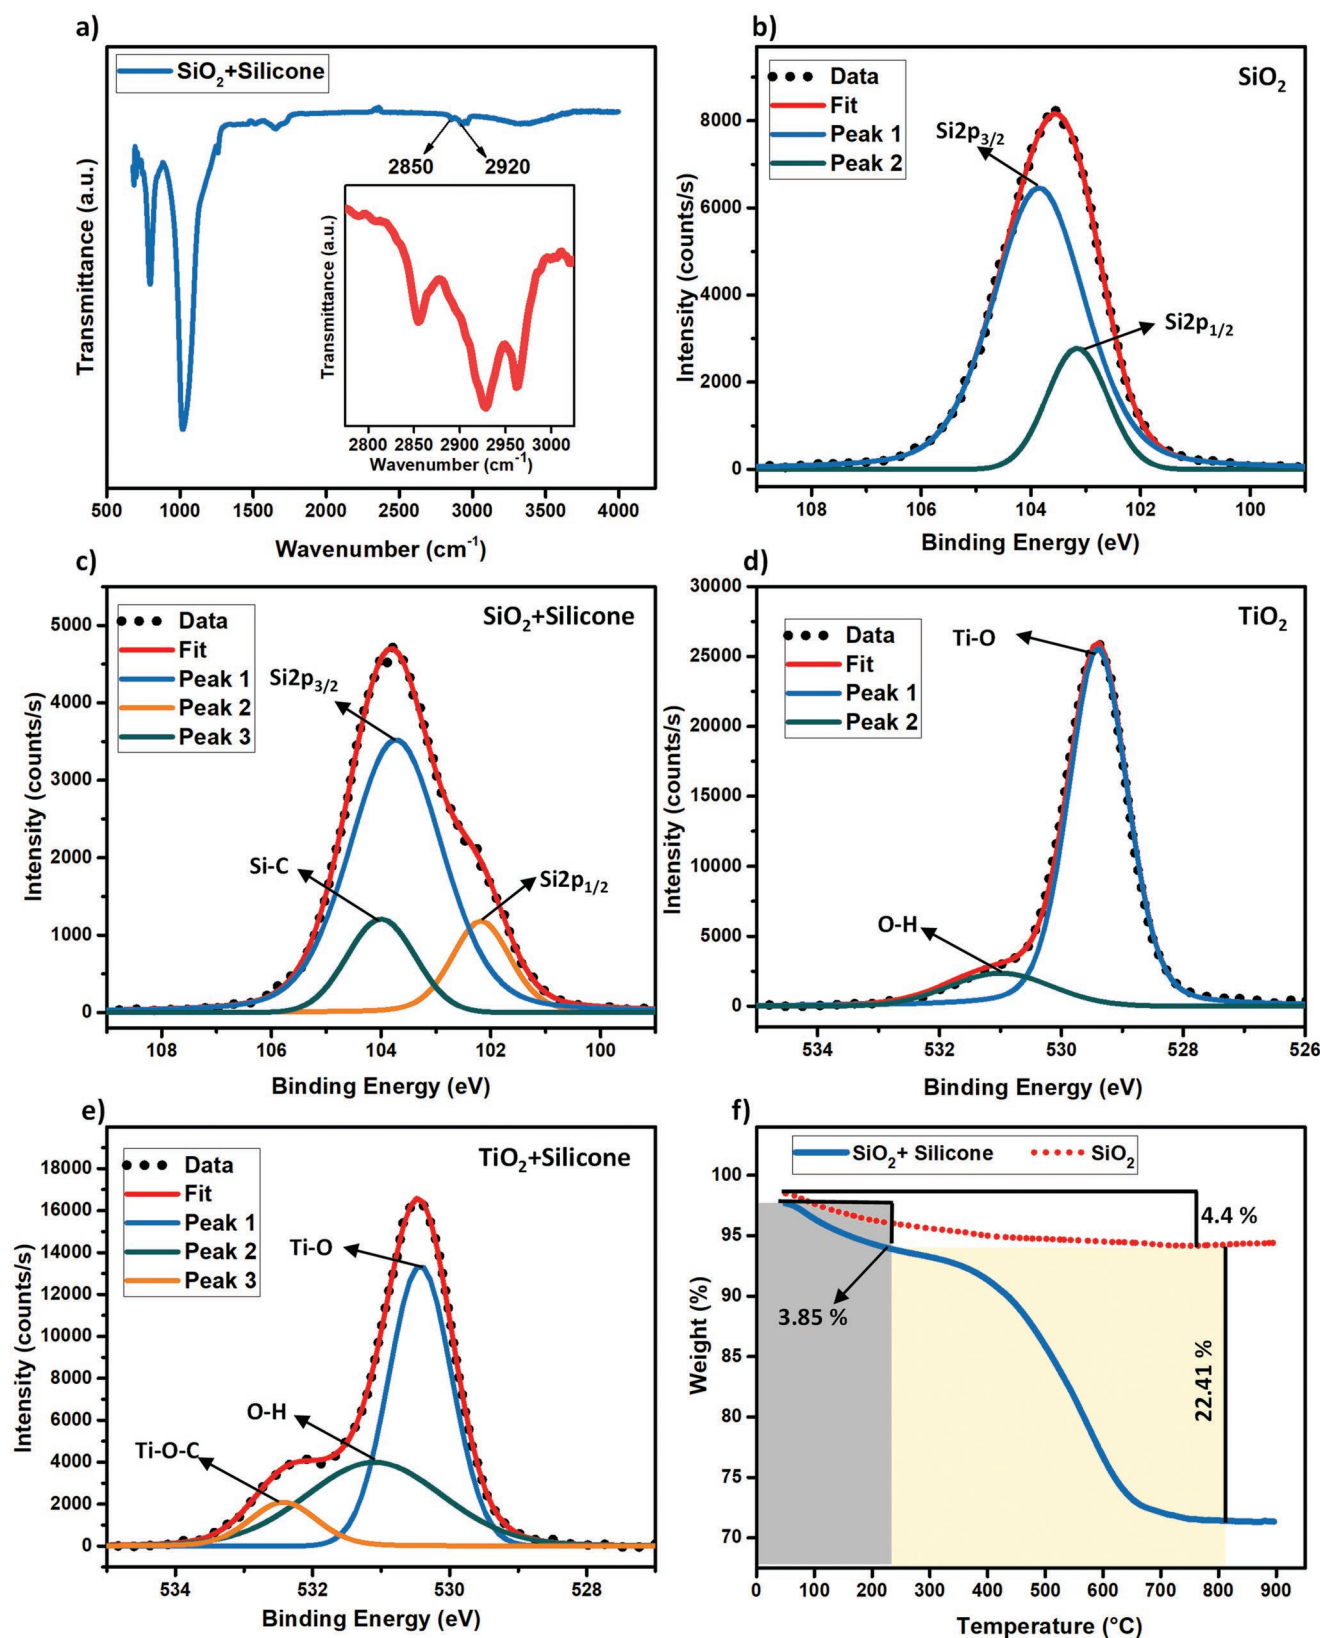 a)
SiO2+Silicone
2850 2920
Transmittance (a.u.)
Transmittance (a.u.)
2800 2850 2900 2950 3000
Wavenumber (cm-1)
500 1000 1500 2000 2500 3000 3500 4000
Wavenumber (cm-1)
b)
Data
Fit
Peak 1
Peak 2
SiO2
Si2p3/2
Si2p1/2
8000
6000
4000
2000
0
Intensity (counts/s)
108 106 104 102 100
Binding Energy (eV)
c)
Data
Fit
Peak 1
Peak 2
Peak 3
SiO2+Silicone
Si2p3/2
Si-C
Si2p1/2
5000
4000
3000
2000
1000
0
Intensity (counts/s)
108 106 104 102 100
Binding Energy (eV)
d)
Data
Fit
Peak 1
Peak 2
TiO2
Ti-O
O-H
30000
25000
20000
15000
10000
5000
0
Intensity (counts/s)
534 532 530 528 526
Binding Energy (eV)
e)
Data
Fit
Peak 1
Peak 2
Peak 3
TiO2+Silicone
Ti-O
O-H
Ti-O-C
18000
16000
14000
12000
10000
8000
6000
4000
2000
0
Intensity (counts/s)
534 532 530 528
Binding Energy (eV)
f)
SiO2+ Silicone SiO2
4.4 %
3.85 %
22.41 %
100
95
90
85
80
75
70
Weight (%)
0 100 200 300 400 500 600 700 800 900
Temperature (°C)